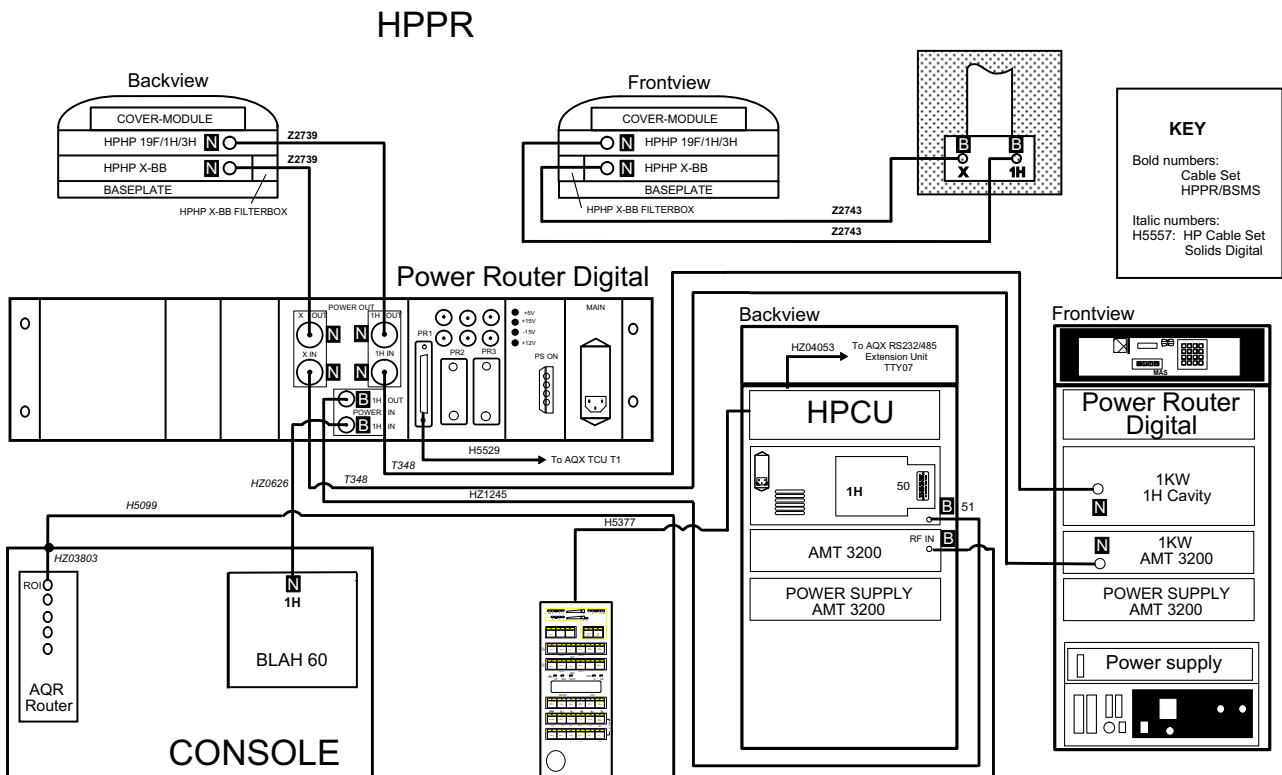 HPPR
Backview
COVER-MODULE
HPHP 19F/1H/3H N
HPHP X-BB N
BASEPLATE
HPHP X-BB FILTERBOX
Z2739
Z2739
Frontview
COVER-MODULE
N HPHP 19F/1H/3H
N HPHP X-BB
BASEPLATE
HPHP X-BB FILTERBOX
B B
X 1H
Z2743
Z2743
KEY
Bold numbers:
Cable Set
HPPR/BSMS
Italic numbers:
H5557: HP Cable Set
Solids Digital
Power Router Digital
POWER OUT
X OUT N N 1H OUT
X IN N N 1H IN
B 1H OUT
POWER IN
B 1H IN
PR1
PR2 PR3
+5V
+15V
-15V
+12V
PS ON
MAIN
H5529
To AQX TCU T1
T348
T348
HZ0626
HZ1245
H5099
HZ03803
H5377
ROI
AQR
Router
N
1H
BLAH 60
CONSOLE
Backview
HZ04053
To AQX RS232/485
Extension Unit
TTY07
HPCU
1H
50
B 51
AMT 3200
RF IN B
POWER SUPPLY
AMT 3200
Frontview
MAS
Power Router
Digital
1KW
1H Cavity
N
N
1KW
AMT 3200
POWER SUPPLY
AMT 3200
Power supply